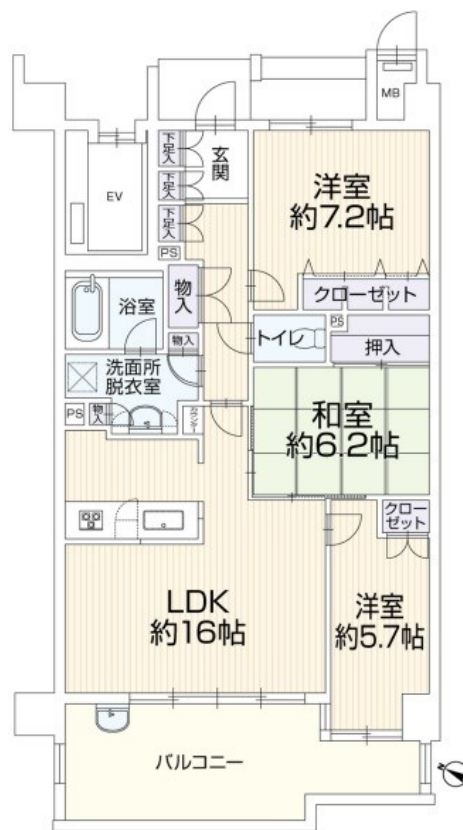 MB
下足入
玄関
下足入
EV
下足入
洋室
約7.2帖
PS
浴室
物入
クローゼット
PS
トイレ
押入
物入
洗面所
脱衣室
和室
約6.2帖
PS
物入
クロー
ゼット
LDK
約16帖
洋室
約5.7帖
バルコニー
N